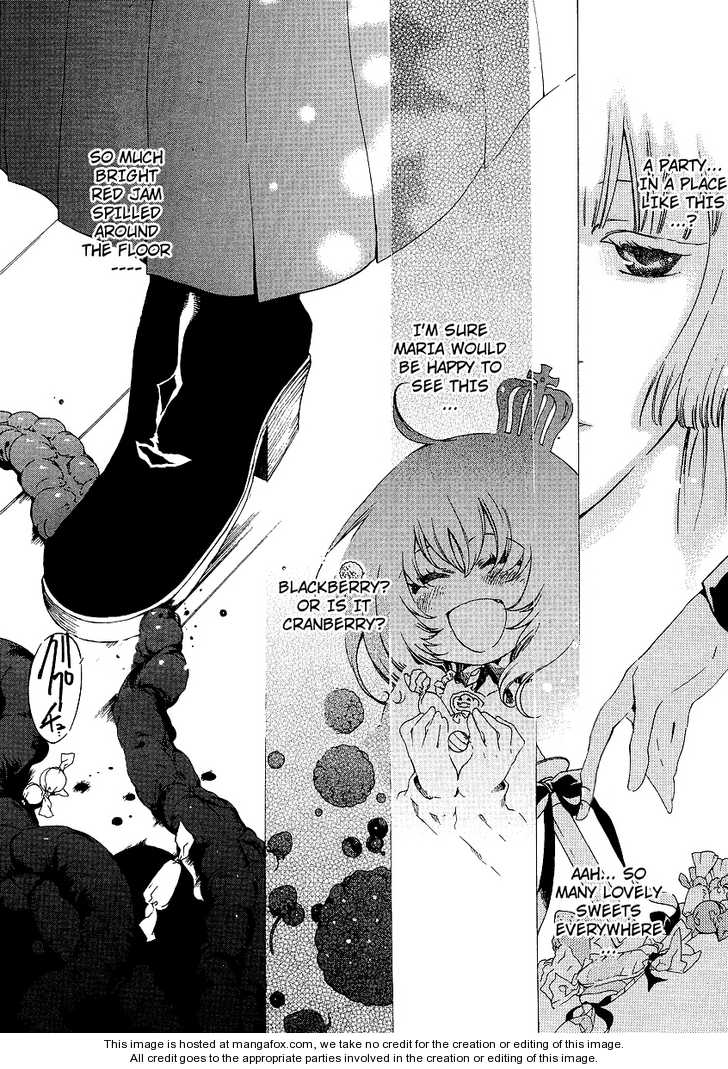 A PARTY...
IN A PLACE
LIKE THIS
...?
I'M SURE
MARIA WOULD
BE HAPPY TO
SEE THIS
...
AAH... SO
MANY LOVELY
SWEETS
EVERYWHERE
...
SO MUCH
BRIGHT
RED JAM
SPILLED
AROUND
THE FLOOR
----
BLACKBERRY?
OR IS IT
CRANBERRY?
This image is hosted at mangafox.com, we take no credit for the creation or editing of this image.
All credit goes to the appropriate parties involved in the creation or editing of this image.